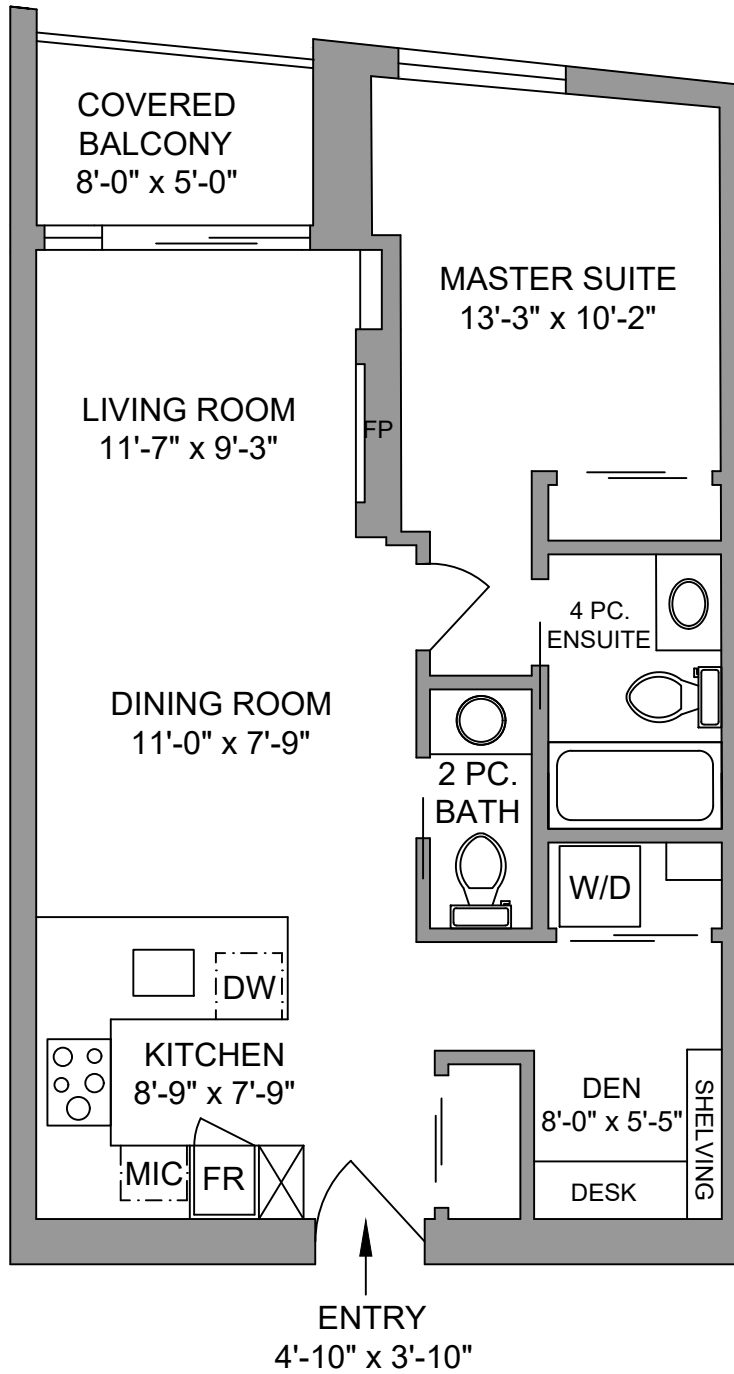 COVERED
BALCONY
8'-0" x 5'-0"
MASTER SUITE
13'-3" x 10'-2"
LIVING ROOM
11'-7" x 9'-3"
FP
4 PC.
ENSUITE
DINING ROOM
11'-0" x 7'-9"
2 PC.
BATH
W/D
DW
KITCHEN
8'-9" x 7'-9"
DEN
8'-0" x 5'-5"
SHELVING
MIC
FR
DESK
ENTRY
4'-10" x 3'-10"